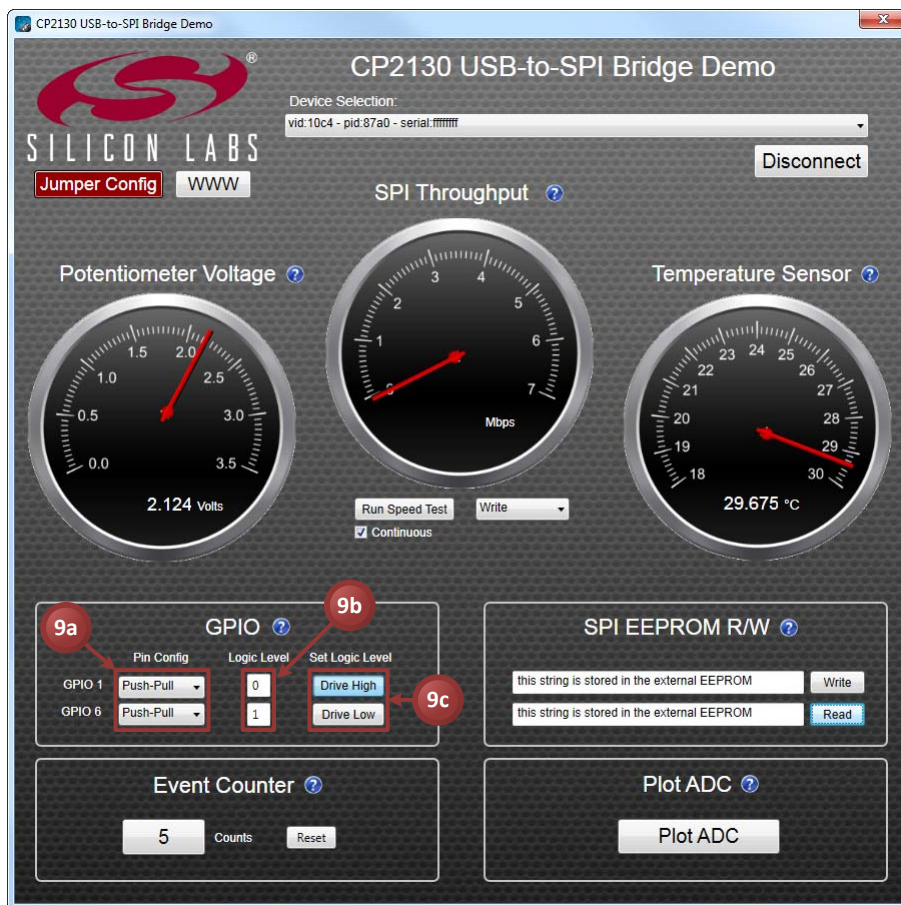 CP2130 USB-to-SPI Bridge Demo
x
CP2130 USB-to-SPI Bridge Demo
Device Selection:
vid:10c4 - pid:87a0 - serial:ffffffff
SILICON LABS
®
Disconnect
Jumper Config WWW
SPI Throughput ?
Potentiometer Voltage ?
0.0 0.5 1.0 1.5 2.0 2.5 3.0 3.5
2.124 Volts
0 1 2 3 4 5 6 7
Mbps
Run Speed Test Write
Continuous
Temperature Sensor ?
18 19 20 21 22 23 24 25 26 27 28 29 30
29.675 °C
9a
9b
9c
GPIO ?
Pin Config Logic Level Set Logic Level
GPIO 1 Push-Pull 0 Drive High
GPIO 6 Push-Pull 1 Drive Low
SPI EEPROM R/W ?
this string is stored in the external EEPROM Write
this string is stored in the external EEPROM Read
Event Counter ?
5 Counts Reset
Plot ADC ?
Plot ADC